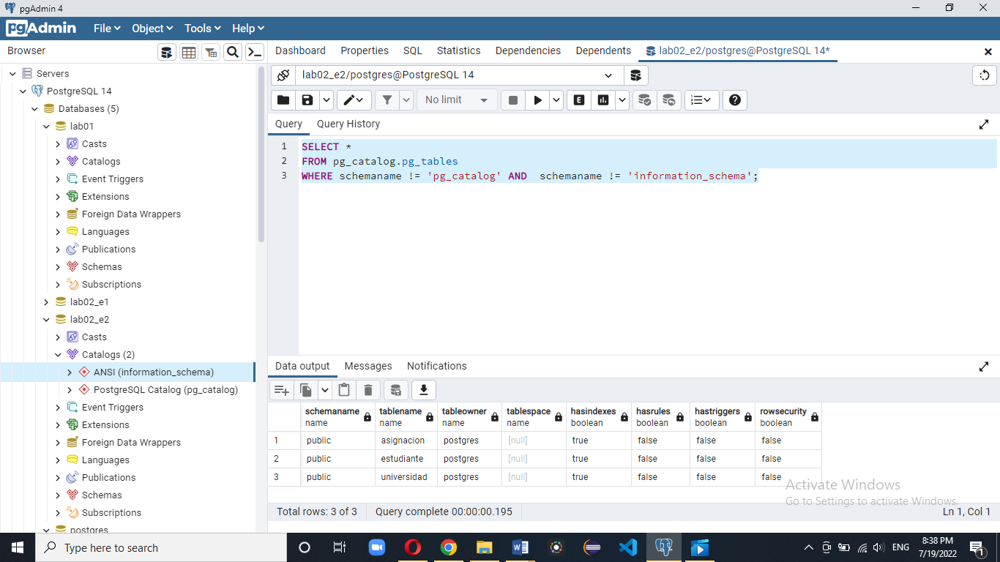 pgAdmin 4
pgAdmin File Object Tools Help
Browser
Dashboard Properties SQL Statistics Dependencies Dependents lab02_e2/postgres@PostgreSQL 14*
Servers
PostgreSQL 14
Databases (5)
lab01
Casts
Catalogs
Event Triggers
Extensions
Foreign Data Wrappers
Languages
Publications
Schemas
Subscriptions
lab02_e1
lab02_e2
Casts
Catalogs (2)
ANSI (information_schema)
PostgreSQL Catalog (pg_catalog)
Event Triggers
Extensions
Foreign Data Wrappers
Languages
Publications
Schemas
Subscriptions
postgres
lab02_e2/postgres@PostgreSQL 14
No limit E
Query Query History
1 SELECT *
2 FROM pg_catalog.pg_tables
3 WHERE schemaname != 'pg_catalog' AND  schemaname != 'information_schema';
Data output Messages Notifications
schemaname tablename tableowner tablespace hasindexes hasrules hastriggers rowsecurity
name name name name boolean boolean boolean boolean
1 public asignacion postgres [null] true false false false
2 public estudiante postgres [null] true false false false
3 public universidad postgres [null] true false false false
Activate Windows
Go to Settings to activate Windows.
Total rows: 3 of 3 Query complete 00:00:00.195 Ln 1, Col 1
Type here to search
ENG
8:38 PM
7/19/2022
1